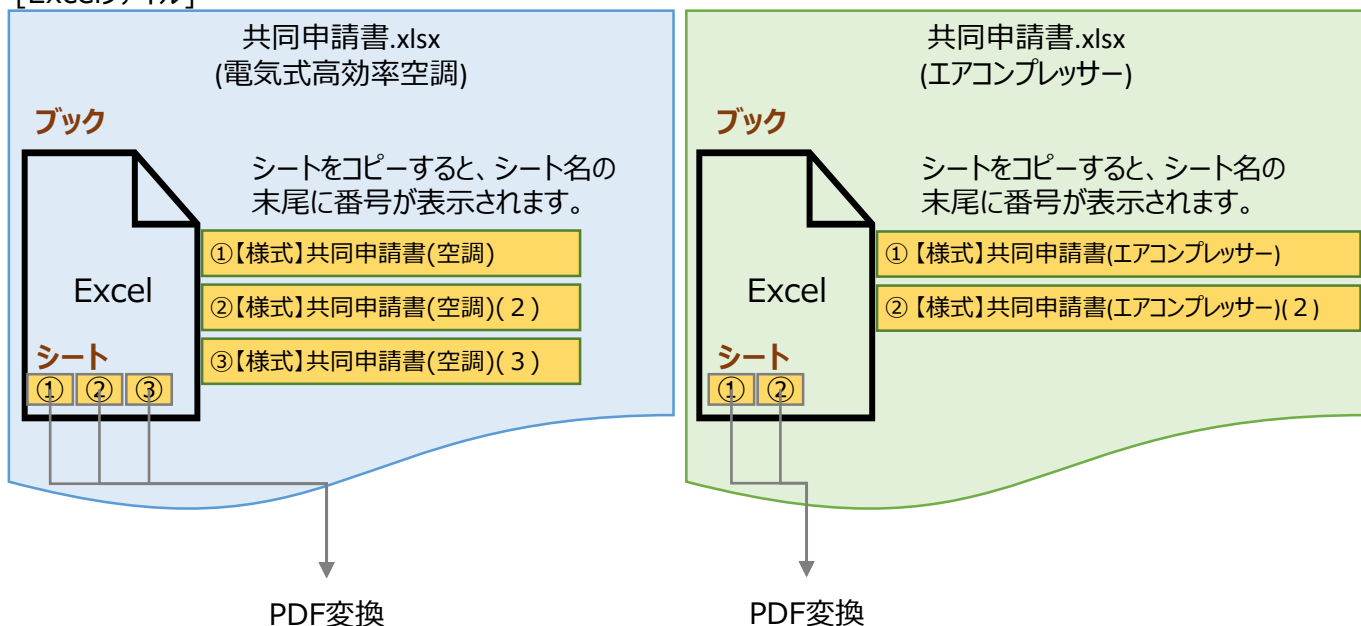 [Excelファイル]
共同申請書.xlsx
(電気式高効率空調)
ブック
シートをコピーすると、シート名の
末尾に番号が表示されます。
①【様式】共同申請書(空調)
②【様式】共同申請書(空調)(２)
③【様式】共同申請書(空調)(３)
Excel
シート
① ② ③
PDF変換
共同申請書.xlsx
(エアコンプレッサー)
ブック
シートをコピーすると、シート名の
末尾に番号が表示されます。
①【様式】共同申請書(エアコンプレッサー)
②【様式】共同申請書(エアコンプレッサー)(２)
Excel
シート
① ②
PDF変換